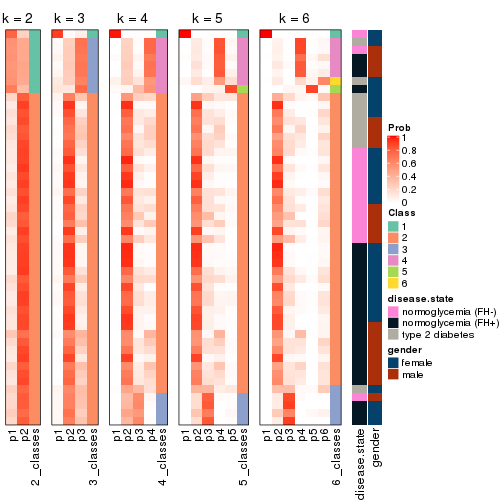 k = 2
k = 3
k = 4
k = 5
k = 6
Prob
1
0.8
0.6
0.4
0.2
0
Class
1
2
3
4
5
6
disease.state
normoglycemia (FH-)
normoglycemia (FH+)
type 2 diabetes
gender
female
male
p1
p2
2_classes
p1
p2
p3
3_classes
p1
p2
p3
p4
4_classes
p1
p2
p3
p4
p5
5_classes
p1
p2
p3
p4
p5
p6
6_classes
disease.state
gender